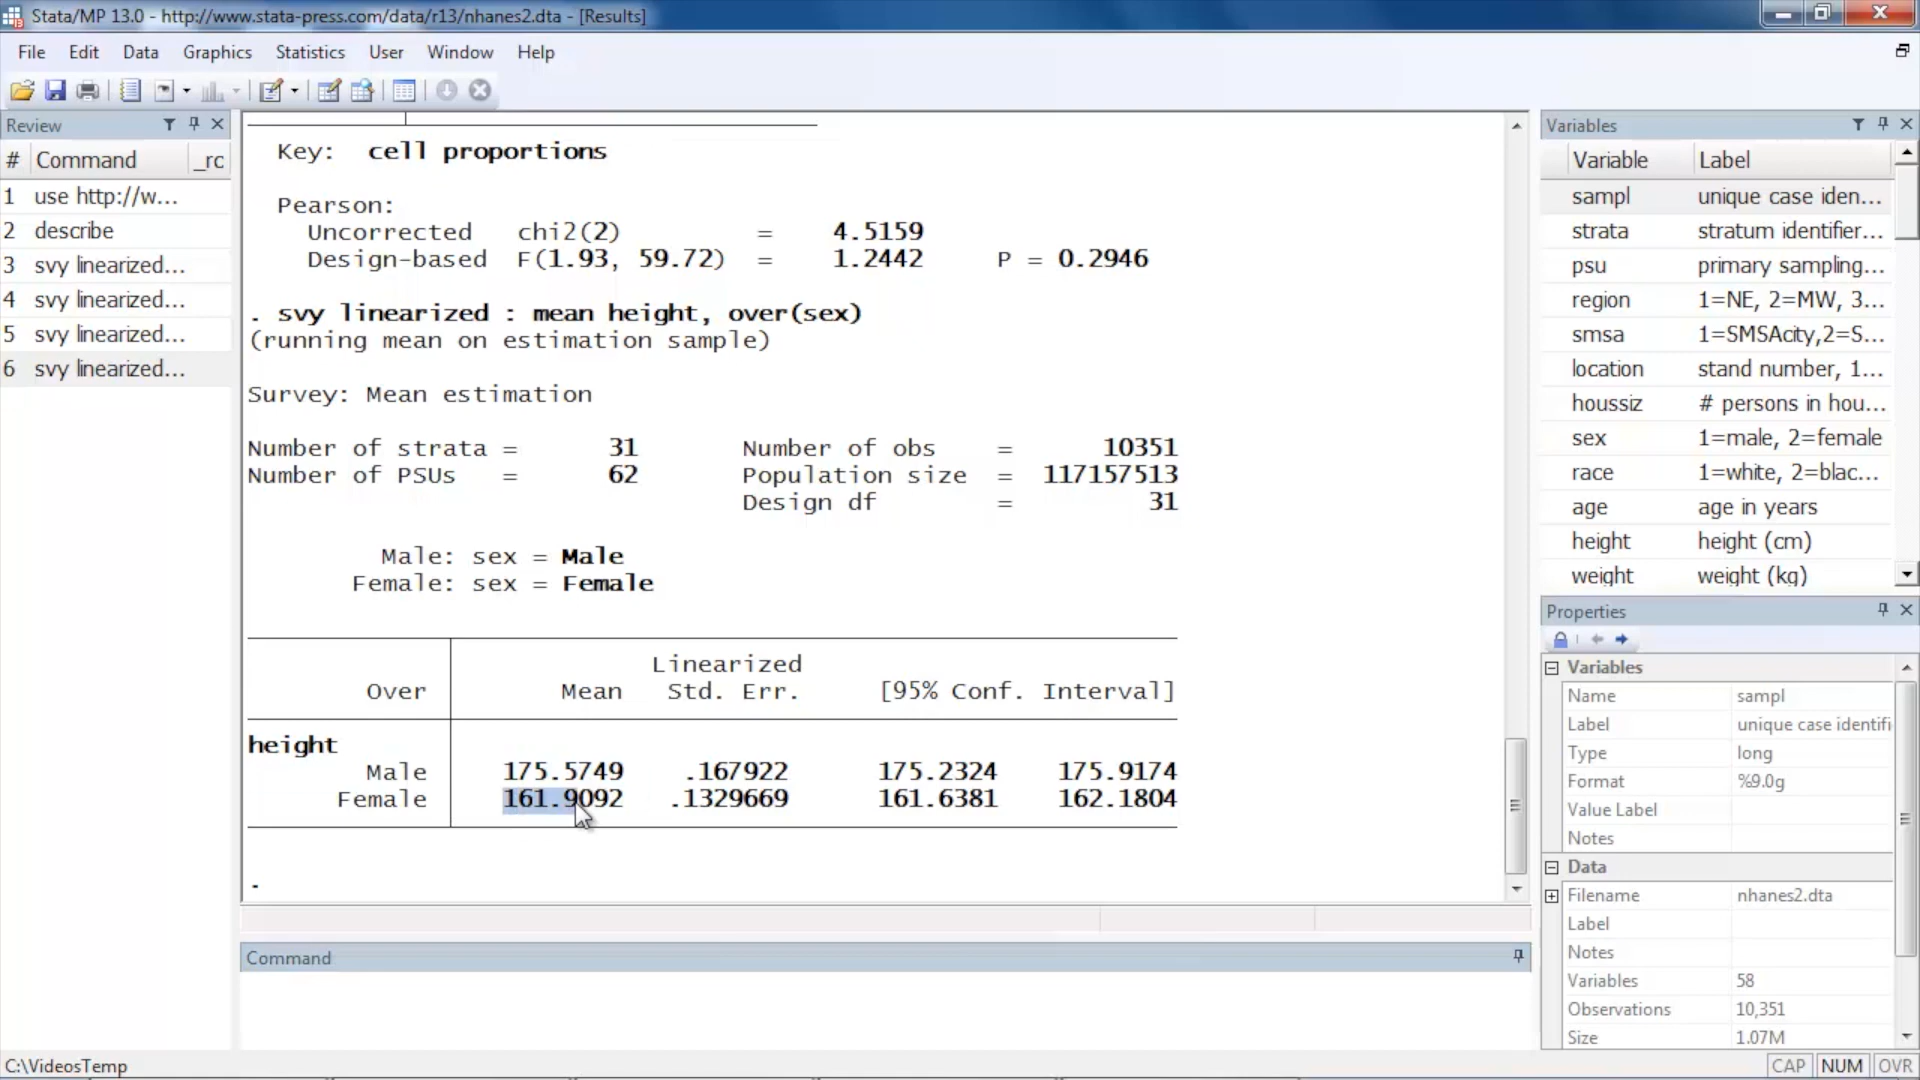 Stata/MP 13.0 - http://www.stata-press.com/data/r13/nhanes2.dta - [Results]
File Edit Data Graphics Statistics User Window Help
Review
# Command _rc
1 use http://w...
2 describe
3 svy linearized...
4 svy linearized...
5 svy linearized...
6 svy linearized...
Key: cell proportions
Pearson:
Uncorrected chi2(2) = 4.5159
Design-based F(1.93, 59.72) = 1.2442 P = 0.2946
. svy linearized : mean height, over(sex)
(running mean on estimation sample)
Survey: Mean estimation
Number of strata = 31 Number of obs = 10351
Number of PSUs = 62 Population size = 117157513
Design df = 31
Male: sex = Male
Female: sex = Female
Linearized
Over Mean Std. Err. [95% Conf. Interval]
height
Male 175.5749 .167922 175.2324 175.9174
Female 161.9092 .1329669 161.6381 162.1804
.
Command
Variables
Variable Label
sampl unique case iden...
strata stratum identifier...
psu primary sampling...
region 1=NE, 2=MW, 3...
smsa 1=SMSAcity,2=S...
location stand number, 1...
houssiz # persons in hou...
sex 1=male, 2=female
race 1=white, 2=blac...
age age in years
height height (cm)
weight weight (kg)
Properties
Variables
Name sampl
Label unique case identifi
Type long
Format %9.0g
Value Label
Notes
Data
Filename nhanes2.dta
Label
Notes
Variables 58
Observations 10,351
Size 1.07M
C:\VideosTemp
CAP NUM OVR